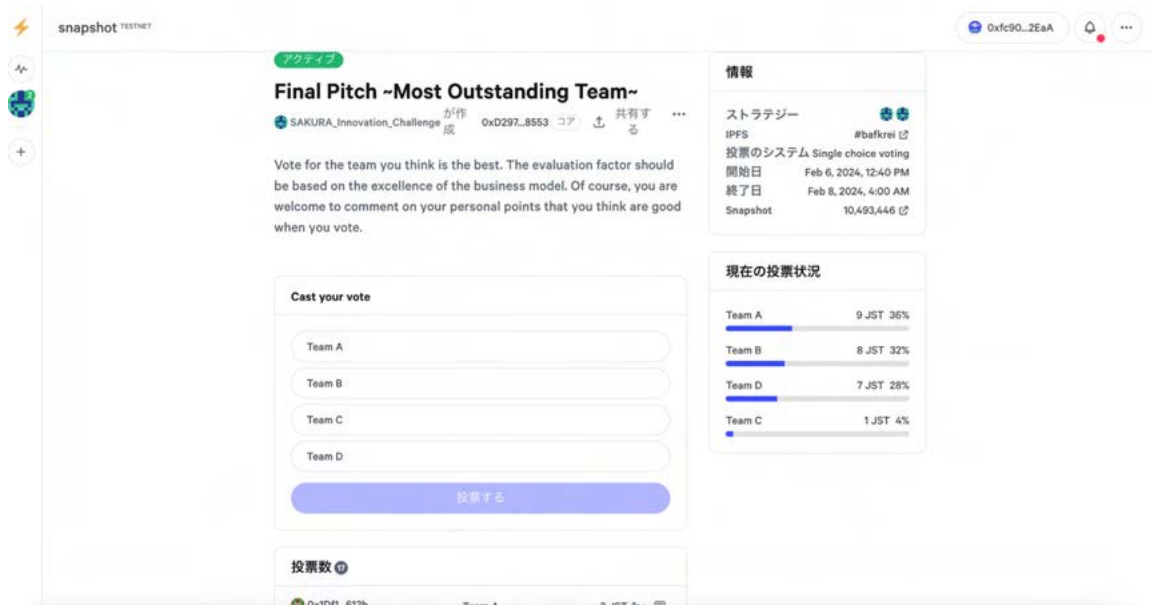 snapshot TESTNET
0xfc90...2EaA
アクティブ
Final Pitch ~Most Outstanding Team~
SAKURA_Innovation_Challenge が作成 0xD297...8553 コア 共有する
Vote for the team you think is the best. The evaluation factor should
be based on the excellence of the business model. Of course, you are
welcome to comment on your personal points that you think are good
when you vote.
Cast your vote
Team A
Team B
Team C
Team D
投票する
投票数 17
0x1Df1...612b Team A
情報
ストラテジー
IPFS #bafkrei
投票のシステム Single choice voting
開始日 Feb 6, 2024, 12:40 PM
終了日 Feb 8, 2024, 4:00 AM
Snapshot 10,493,446
現在の投票状況
Team A 9 JST 36%
Team B 8 JST 32%
Team D 7 JST 28%
Team C 1 JST 4%